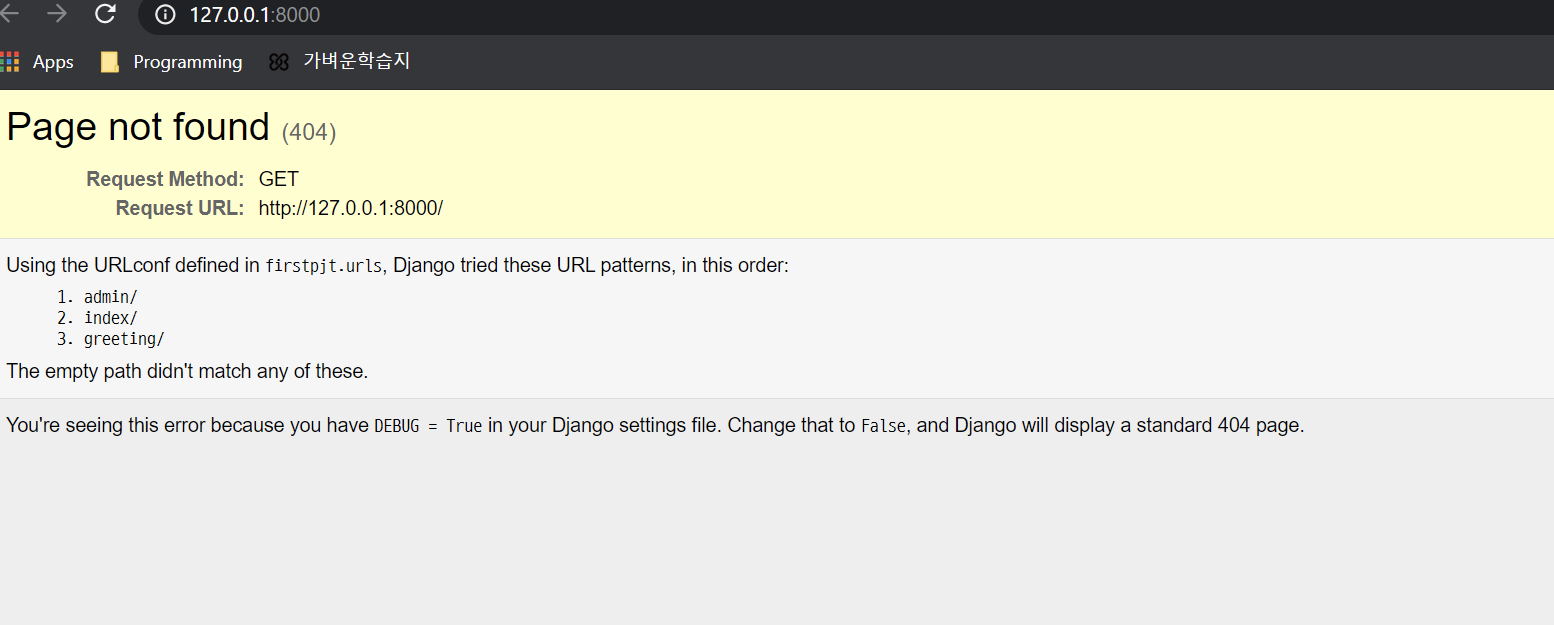 127.0.0.1:8000
Apps Programming 가벼운학습지
Page not found (404)
Request Method: GET
Request URL: http://127.0.0.1:8000/
Using the URLconf defined in firstpjt.urls, Django tried these URL patterns, in this order:
1. admin/
2. index/
3. greeting/
The empty path didn't match any of these.
You're seeing this error because you have DEBUG = True in your Django settings file. Change that to False, and Django will display a standard 404 page.